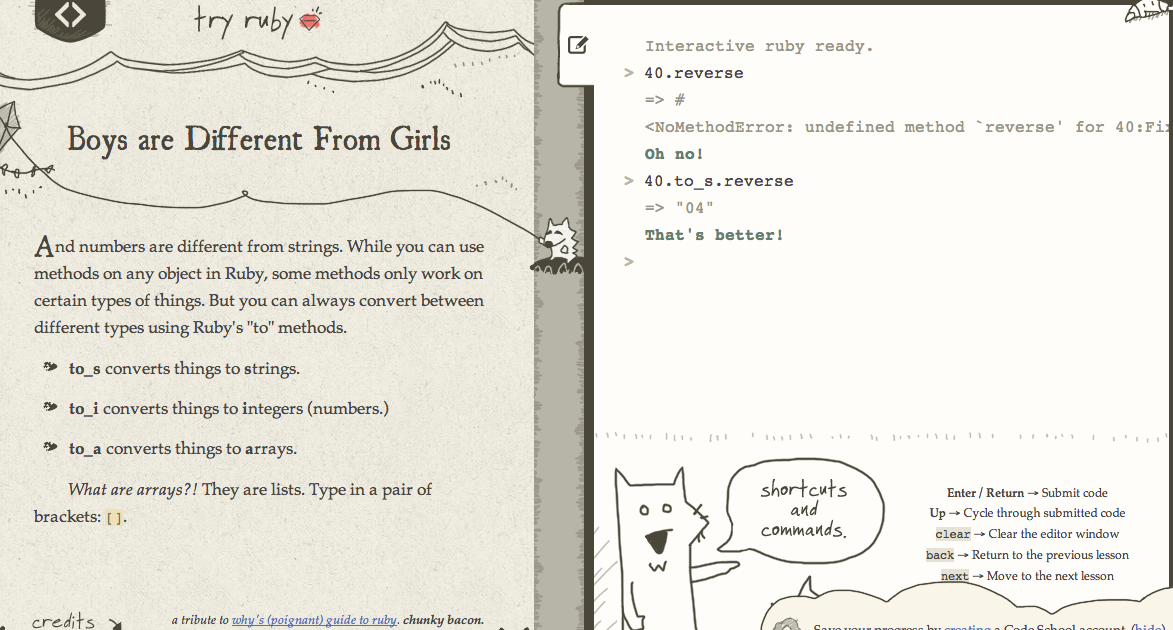 try ruby
Boys are Different From Girls
And numbers are different from strings. While you can use
methods on any object in Ruby, some methods only work on
certain types of things. But you can always convert between
different types using Ruby's "to" methods.
to_s converts things to strings.
to_i converts things to integers (numbers.)
to_a converts things to arrays.
What are arrays?! They are lists. Type in a pair of
brackets: [].
credits
a tribute to why's (poignant) guide to ruby. chunky bacon.
Interactive ruby ready.
> 40.reverse
=> #
<NoMethodError: undefined method `reverse' for 40:Fix
Oh no!
> 40.to_s.reverse
=> "04"
That's better!
>
shortcuts
and
commands.
Enter / Return → Submit code
Up → Cycle through submitted code
clear → Clear the editor window
back → Return to the previous lesson
next → Move to the next lesson
Save your progress by creating a Code School account. (hide)